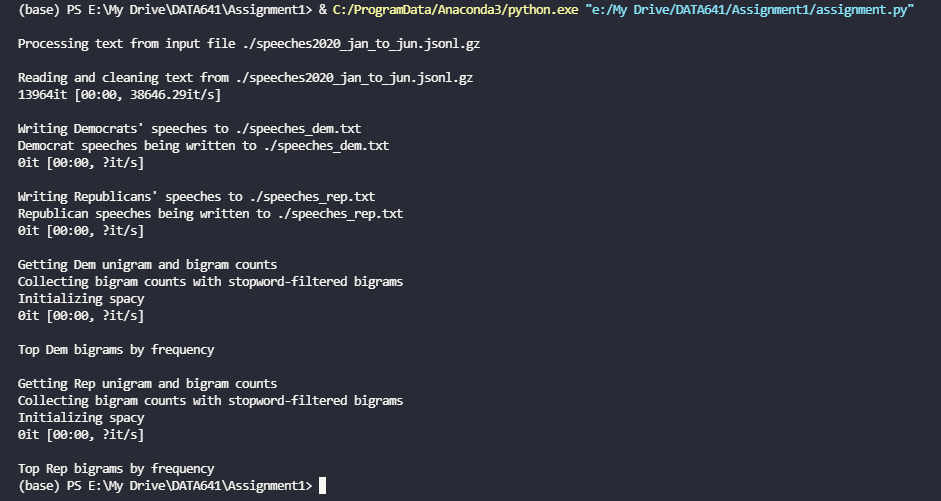 (base) PS E:\My Drive\DATA641\Assignment1> & C:/ProgramData/Anaconda3/python.exe "e:/My Drive/DATA641/Assignment1/assignment.py"
Processing text from input file ./speeches2020_jan_to_jun.jsonl.gz
Reading and cleaning text from ./speeches2020_jan_to_jun.jsonl.gz
13964it [00:00, 38646.29it/s]
Writing Democrats' speeches to ./speeches_dem.txt
Democrat speeches being written to ./speeches_dem.txt
0it [00:00, ?it/s]
Writing Republicans' speeches to ./speeches_rep.txt
Republican speeches being written to ./speeches_rep.txt
0it [00:00, ?it/s]
Getting Dem unigram and bigram counts
Collecting bigram counts with stopword-filtered bigrams
Initializing spacy
0it [00:00, ?it/s]
Top Dem bigrams by frequency
Getting Rep unigram and bigram counts
Collecting bigram counts with stopword-filtered bigrams
Initializing spacy
0it [00:00, ?it/s]
Top Rep bigrams by frequency
(base) PS E:\My Drive\DATA641\Assignment1>